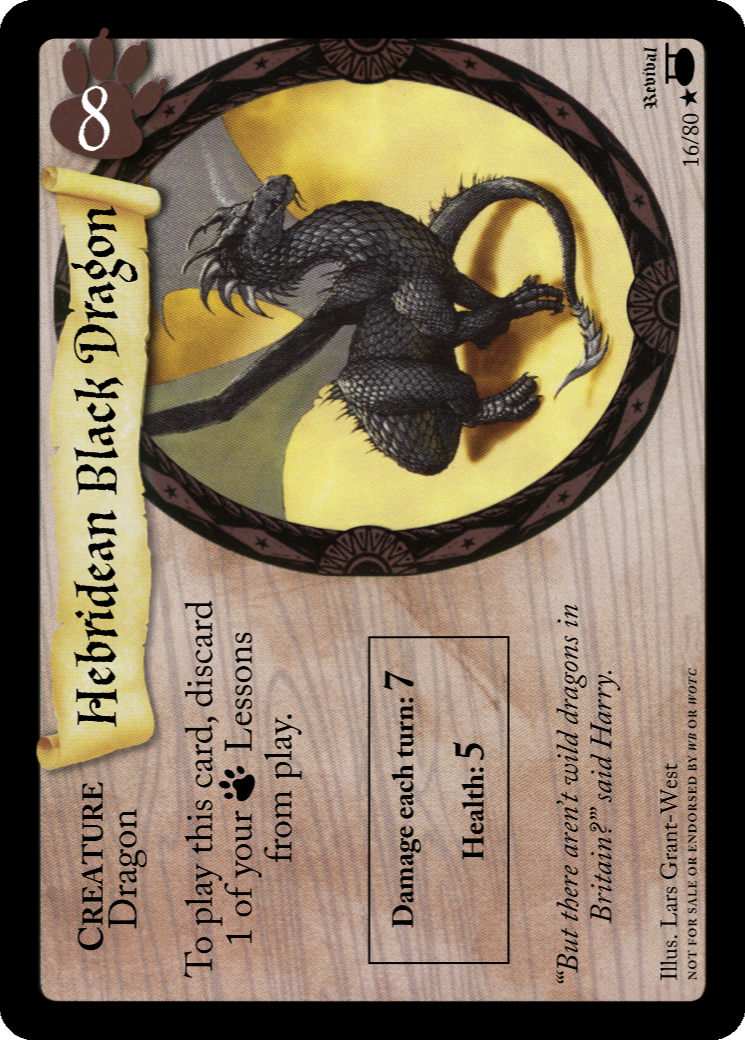 CREATURE
Dragon
Hebridean Black Dragon
8
To play this card, discard
1 of your Lessons
from play.
Damage each turn: 7
Health: 5
“‘But there aren’t wild dragons in
Britain?’” said Harry.
Illus. Lars Grant-West
NOT FOR SALE OR ENDORSED BY WB OR WOTC
Revival
16/80 ★